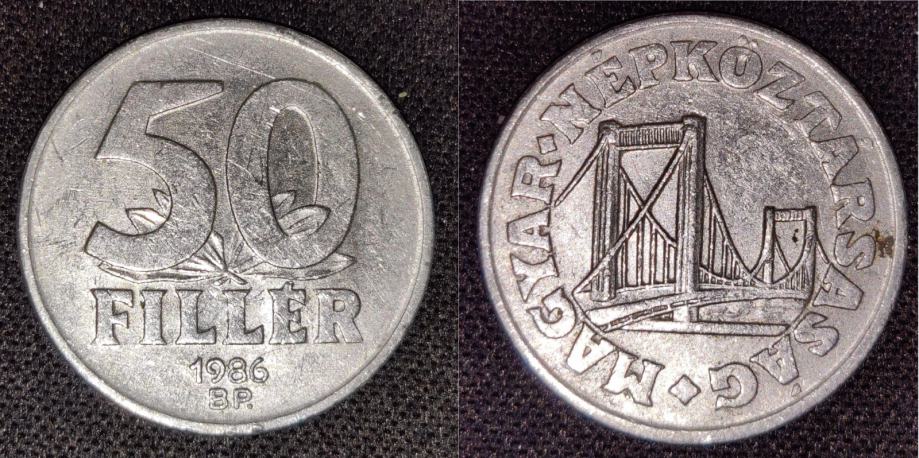 50
FILLÉR
1986
BP.
MAGYAR·NÉPKÖZTÁRSASÁG